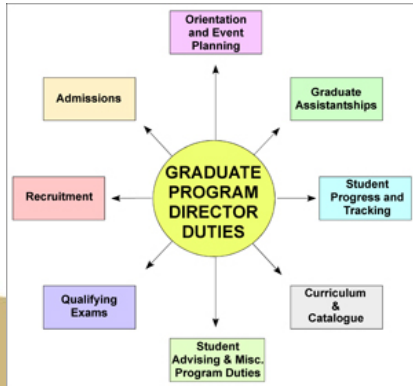 Orientation
and Event
Planning
Admissions
Graduate
Assistantships
GRADUATE
PROGRAM
DIRECTOR
DUTIES
Recruitment
Student
Progress and
Tracking
Qualifying
Exams
Curriculum
&
Catalogue
Student
Advising & Misc.
Program Duties